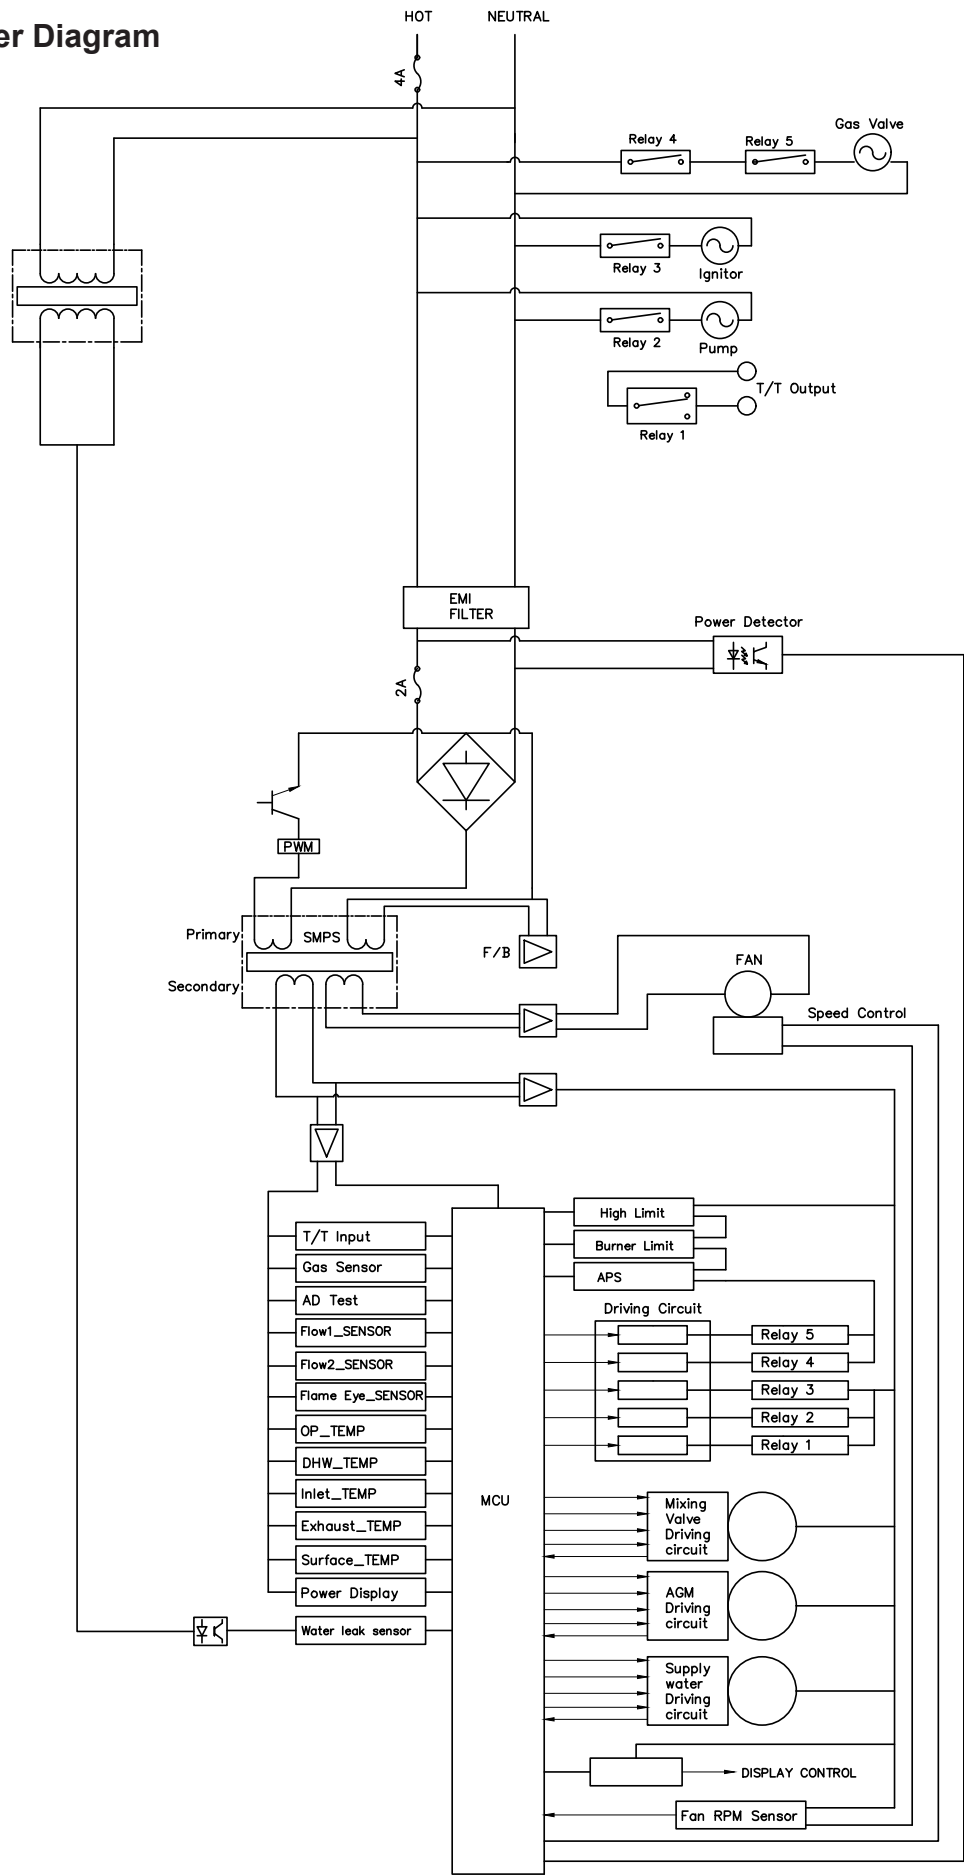 er Diagram
HOT
NEUTRAL
4A
Relay 4
Relay 5
Gas Valve
Relay 3
Ignitor
Relay 2
Pump
T/T Output
Relay 1
EMI
FILTER
Power Detector
2A
PWM
Primary
SMPS
Secondary
F/B
FAN
Speed Control
T/T Input
Gas Sensor
AD Test
Flow1_SENSOR
Flow2_SENSOR
Flame Eye_SENSOR
OP_TEMP
DHW_TEMP
Inlet_TEMP
Exhaust_TEMP
Surface_TEMP
Power Display
Water leak sensor
MCU
High Limit
Burner Limit
APS
Driving Circuit
Relay 5
Relay 4
Relay 3
Relay 2
Relay 1
Mixing
Valve
Driving
circuit
AGM
Driving
circuit
Supply
water
Driving
circuit
DISPLAY CONTROL
Fan RPM Sensor